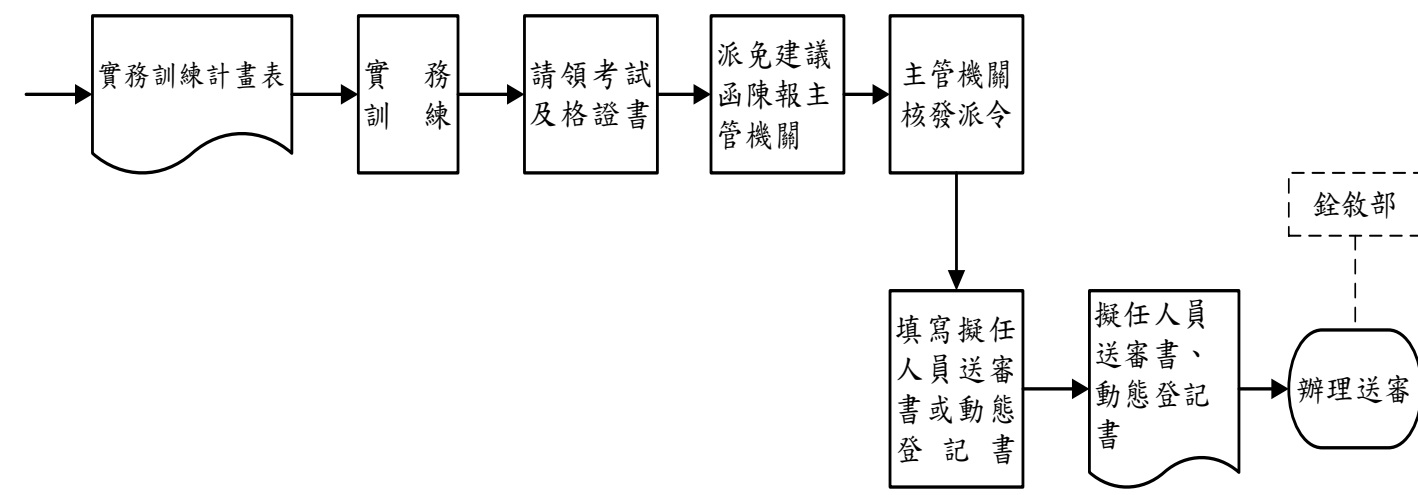 實務訓練計畫表
實務
訓練
請領考試
及格證書
派免建議
函陳報主
管機關
主管機關
核發派令
銓敘部
填寫擬任
人員送審
書或動態
登記書
擬任人員
送審書、
動態登記
書
辦理送審